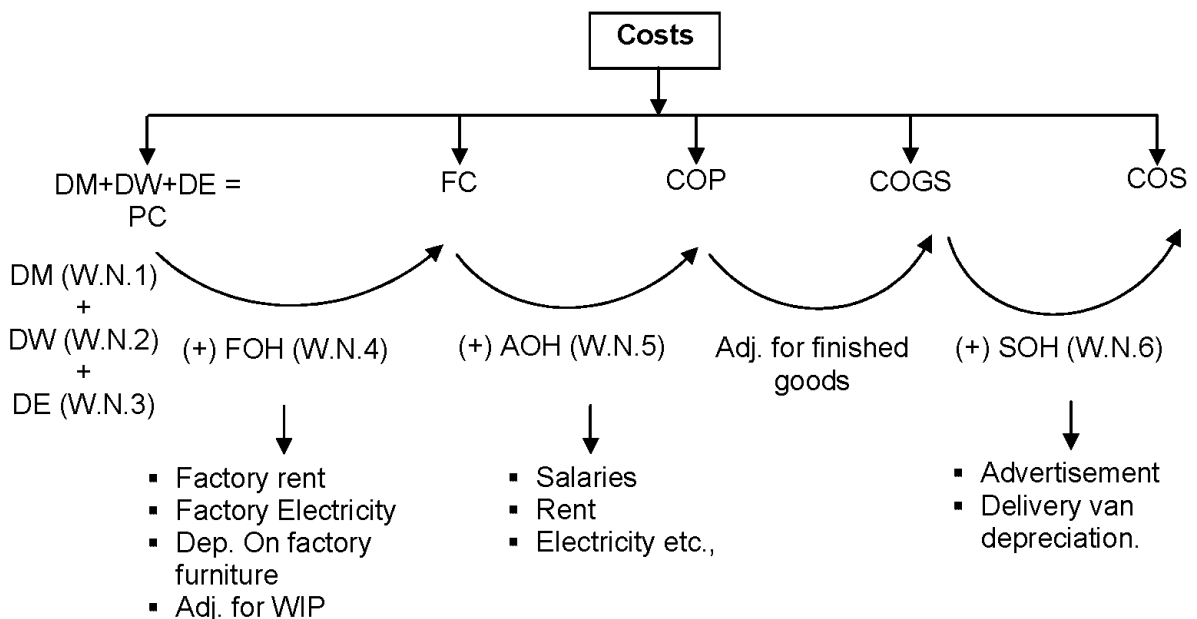 Costs
DM+DW+DE =
PC
FC
COP
COGS
COS
DM (W.N.1)
+
DW (W.N.2)
+
DE (W.N.3)
(+) FOH (W.N.4)
(+) AOH (W.N.5)
Adj. for finished
goods
(+) SOH (W.N.6)
▪ Factory rent
▪ Factory Electricity
▪ Dep. On factory
furniture
▪ Adj. for WIP
▪ Salaries
▪ Rent
▪ Electricity etc.,
▪ Advertisement
▪ Delivery van
depreciation.